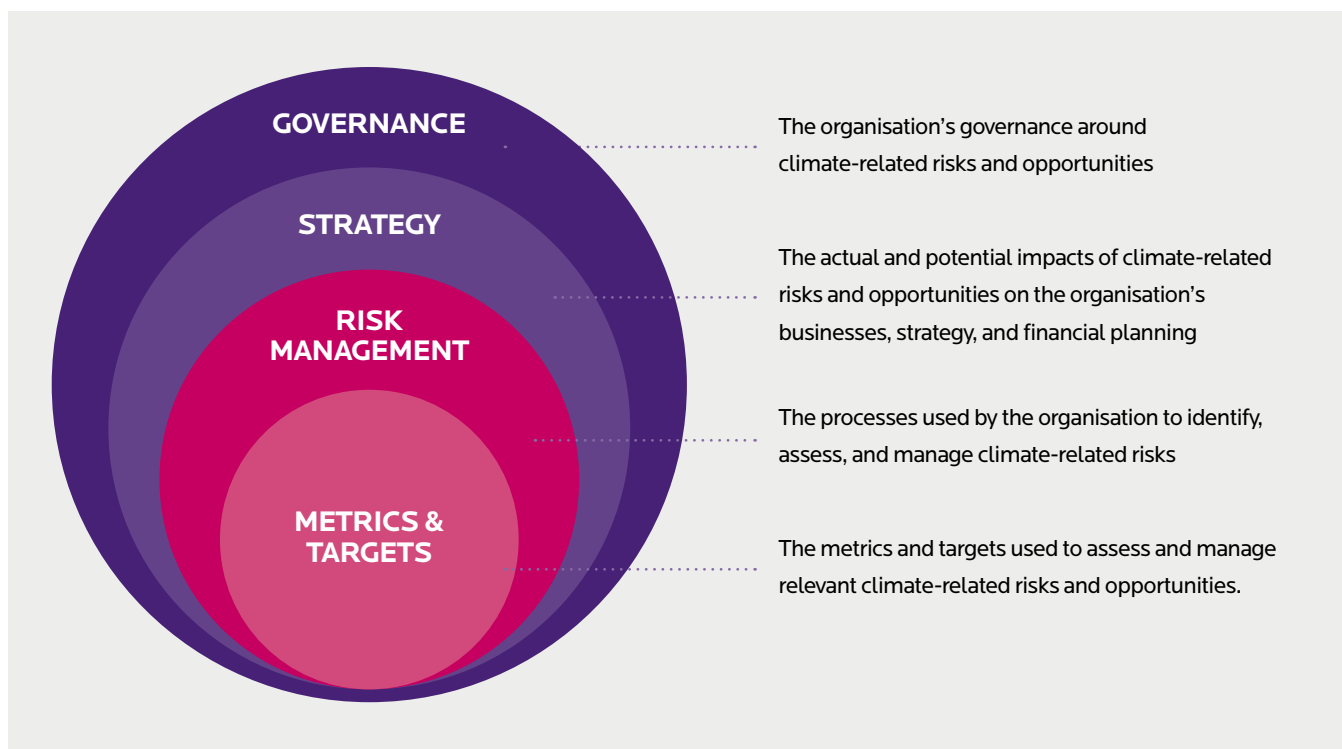 GOVERNANCE
The organisation’s governance around
climate-related risks and opportunities
STRATEGY
The actual and potential impacts of climate-related
risks and opportunities on the organisation’s
businesses, strategy, and financial planning
RISK
MANAGEMENT
The processes used by the organisation to identify,
assess, and manage climate-related risks
METRICS &
TARGETS
The metrics and targets used to assess and manage
relevant climate-related risks and opportunities.